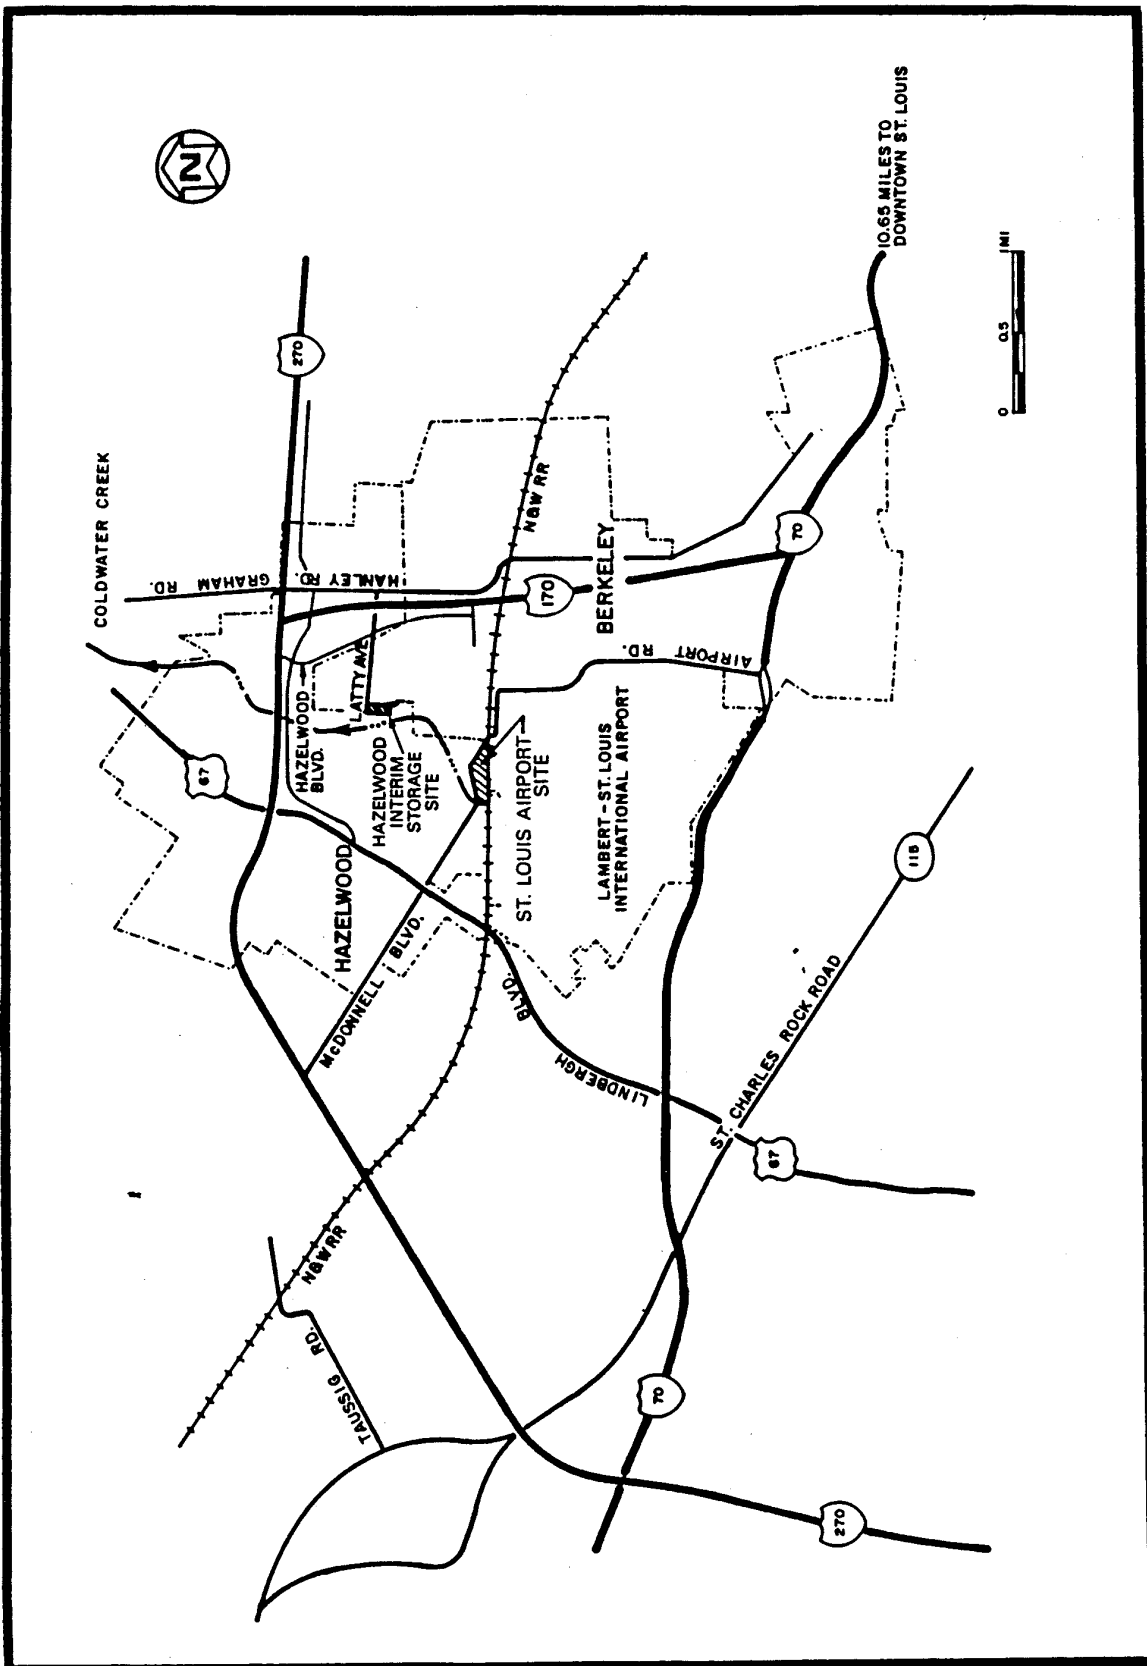 N
COLDWATER CREEK
270
GRAHAM RD.
HANLEY RD.
67
HAZELWOOD
BLVD.
LATTY AVE.
HAZELWOOD
INTERIM
STORAGE
SITE
HAZELWOOD
McDONNELL BLVD.
N&W RR
TAUSSIG RD.
N&W RR
170
BERKELEY
AIRPORT RD.
ST. LOUIS AIRPORT
SITE
LAMBERT-ST. LOUIS
INTERNATIONAL AIRPORT
LINDBERGH BLVD.
70
10.65 MILES TO
DOWNTOWN ST. LOUIS
115
ST. CHARLES ROCK ROAD
67
70
270
0 0.5 1MI